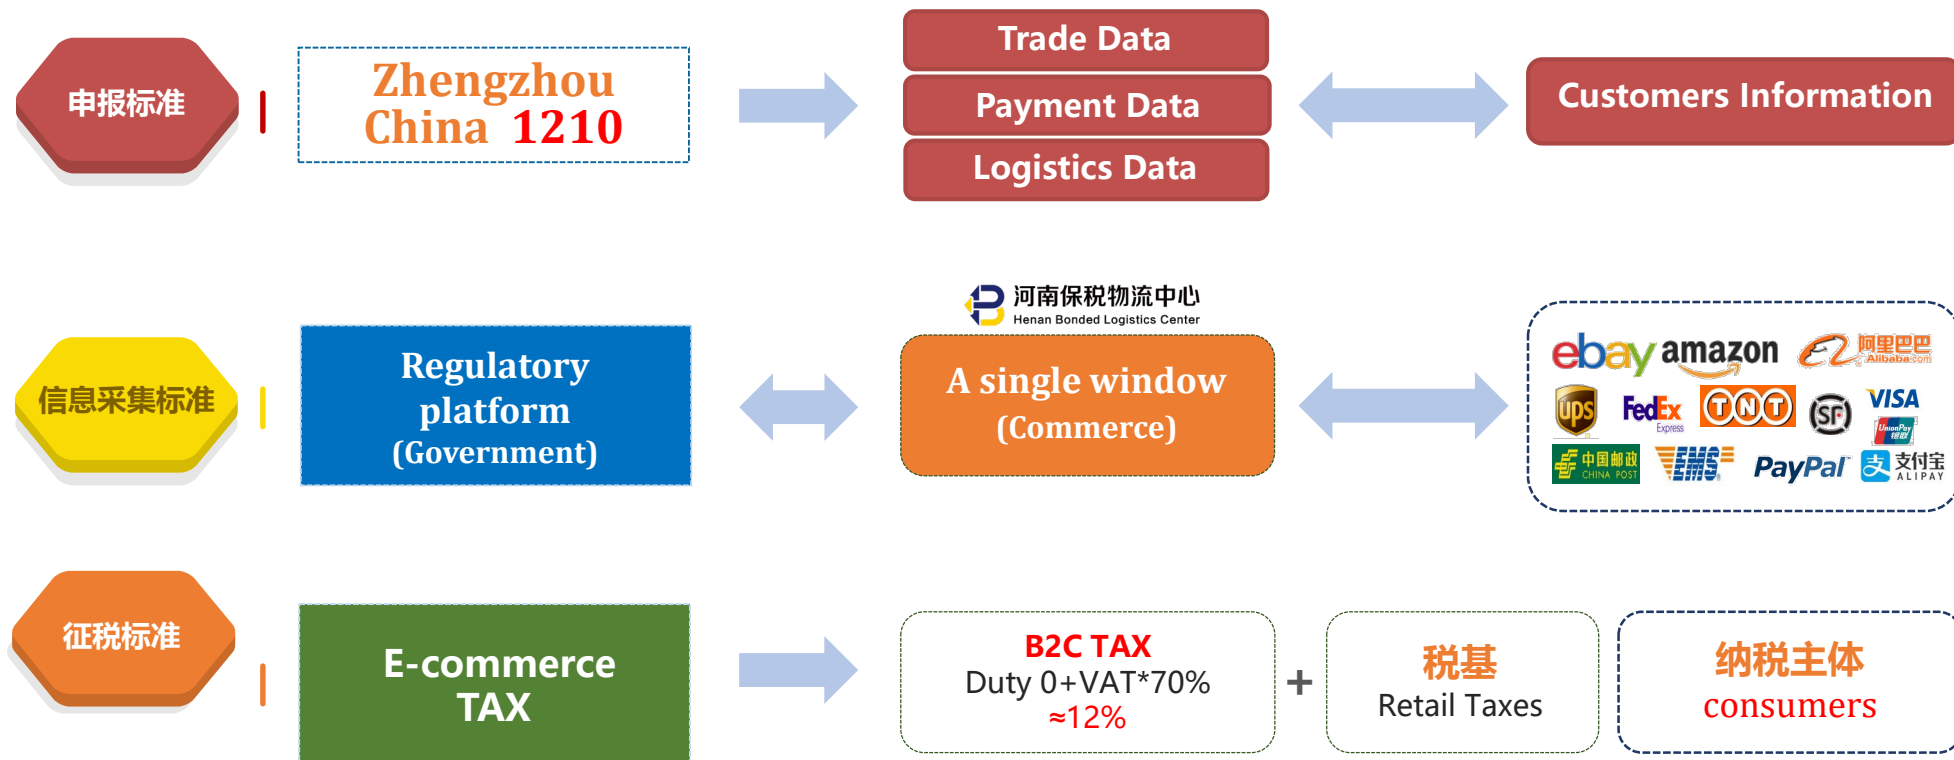 申报标准
Zhengzhou
China 1210
Trade Data
Payment Data
Logistics Data
Customers Information
信息采集标准
Regulatory
platform
(Government)
河南保税物流中心
Henan Bonded Logistics Center
A single window
(Commerce)
ebay
amazon
阿里巴巴
Alibaba.com
ups
FedEx
Express
TNT
SF
VISA
UnionPay
银联
中国邮政
CHINA POST
EMS
PayPal
支 支付宝
ALIPAY
征税标准
E-commerce
TAX
B2C TAX
Duty 0+VAT*70%
≈12%
+
税基
Retail Taxes
纳税主体
consumers